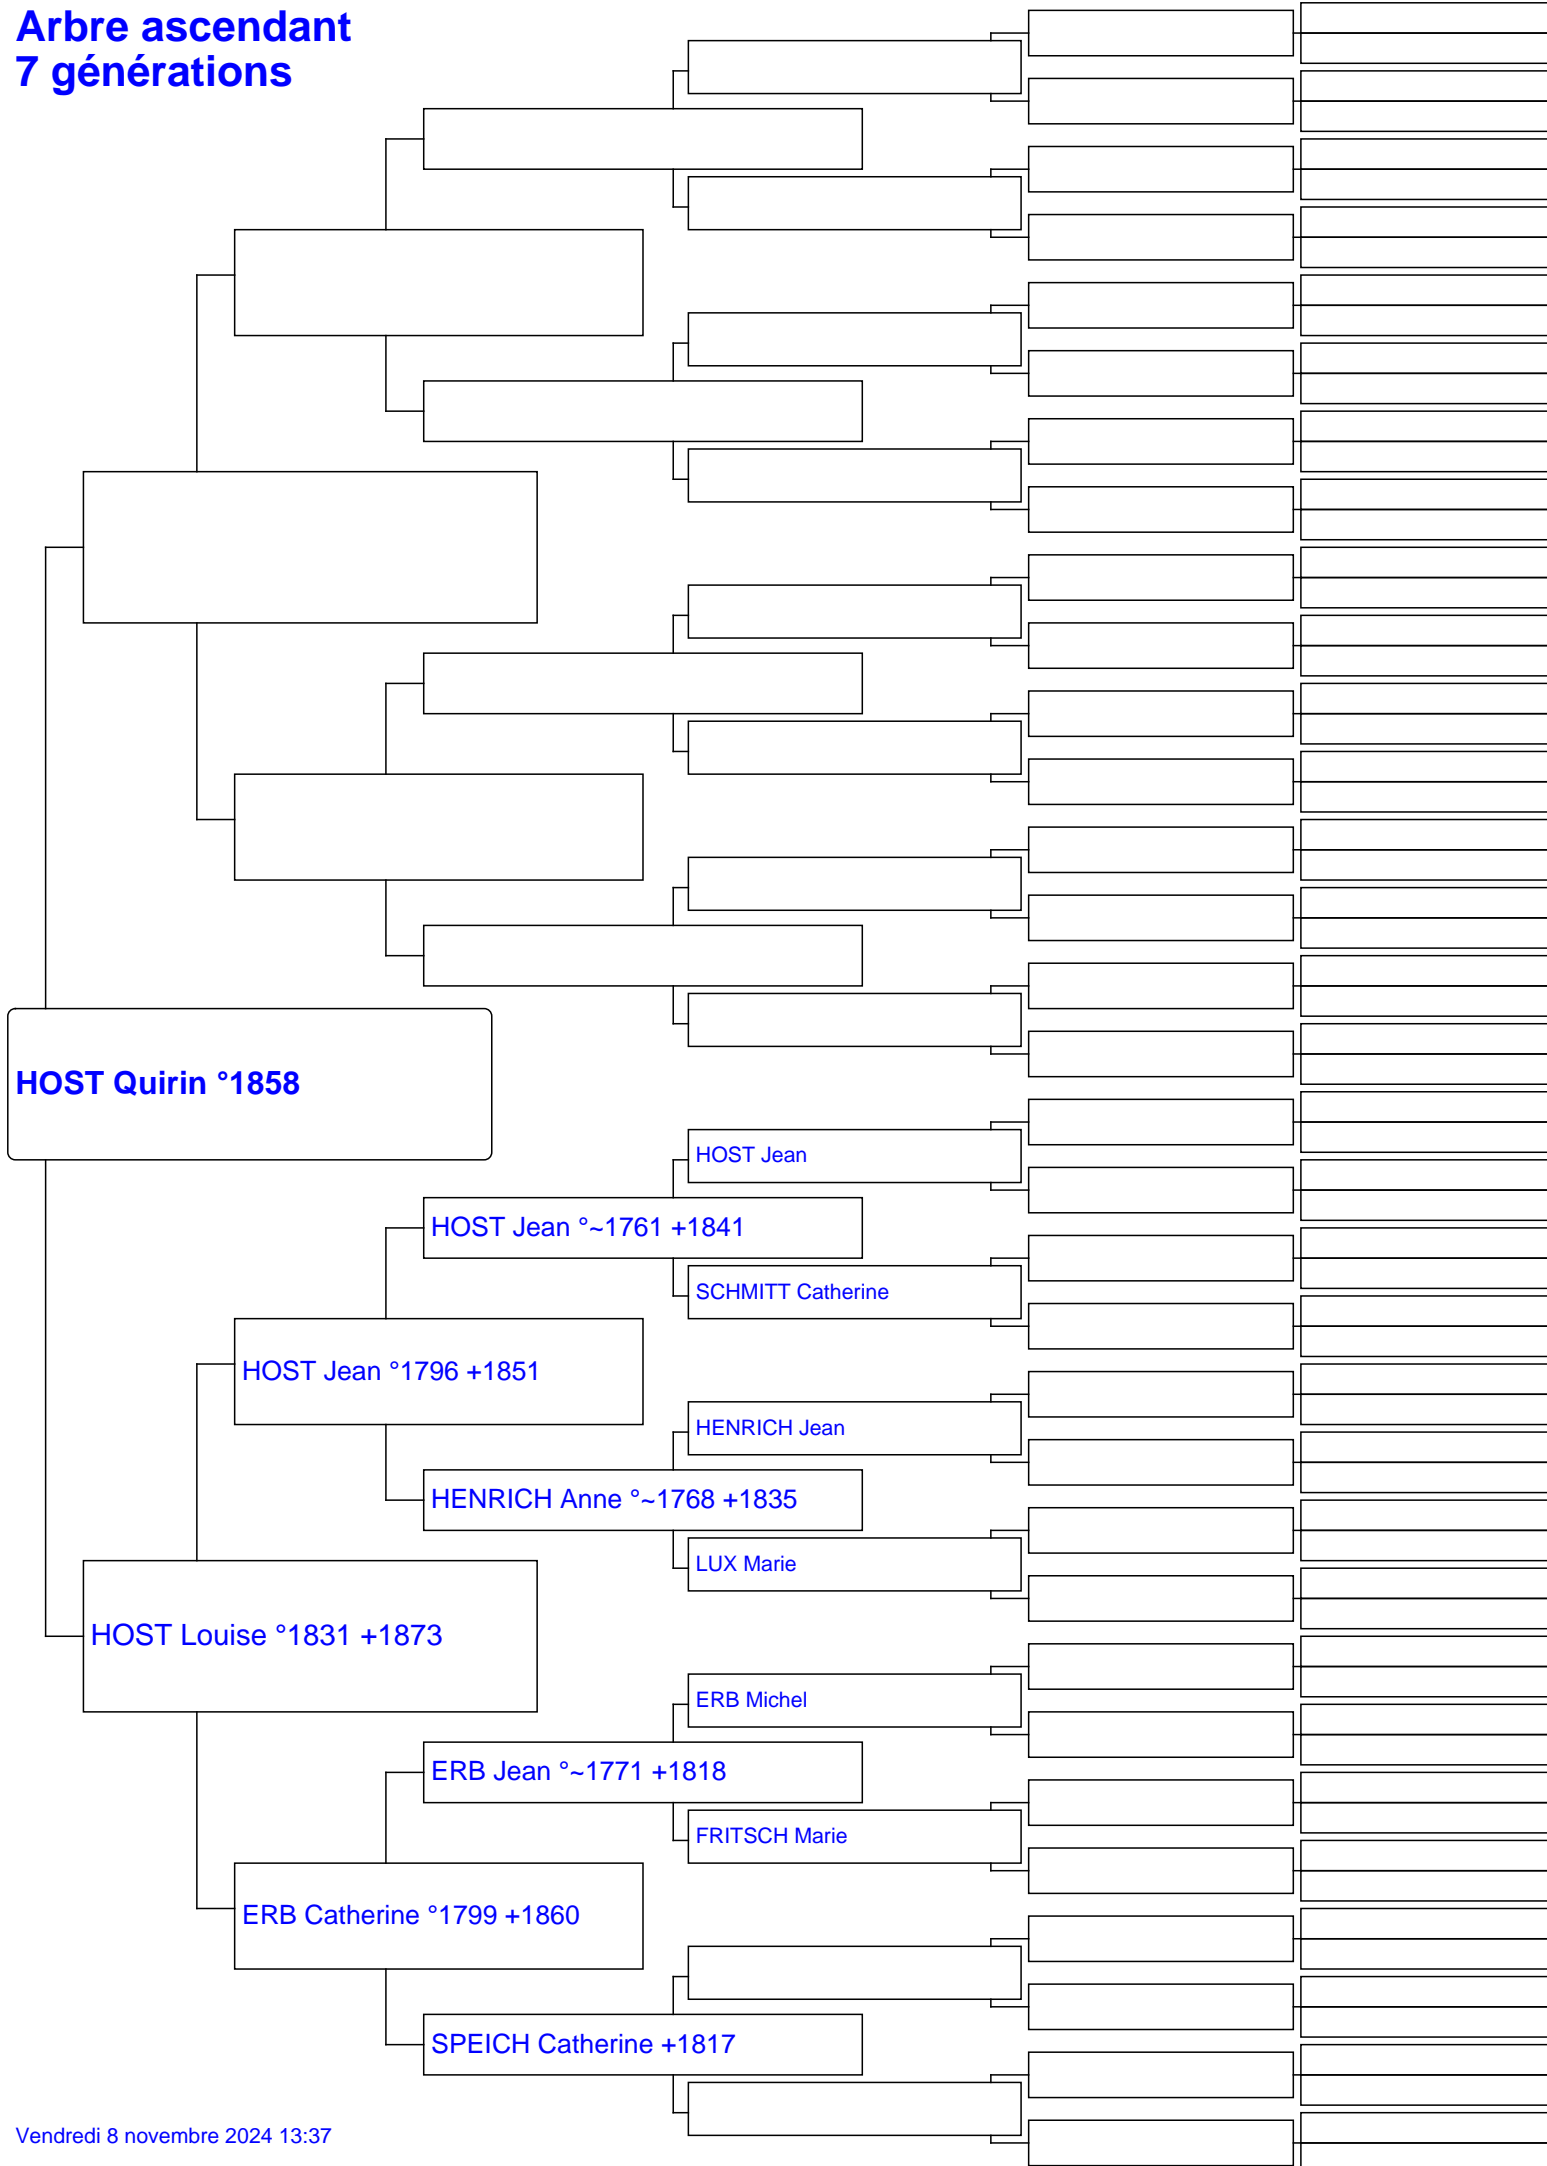 Arbre ascendant
7 générations
HOST Quirin °1858
HOST Jean
HOST Jean °~1761 +1841
SCHMITT Catherine
HOST Jean °1796 +1851
HENRICH Jean
HENRICH Anne °~1768 +1835
LUX Marie
HOST Louise °1831 +1873
ERB Michel
ERB Jean °~1771 +1818
FRITSCH Marie
ERB Catherine °1799 +1860
SPEICH Catherine +1817
Vendredi 8 novembre 2024 13:37